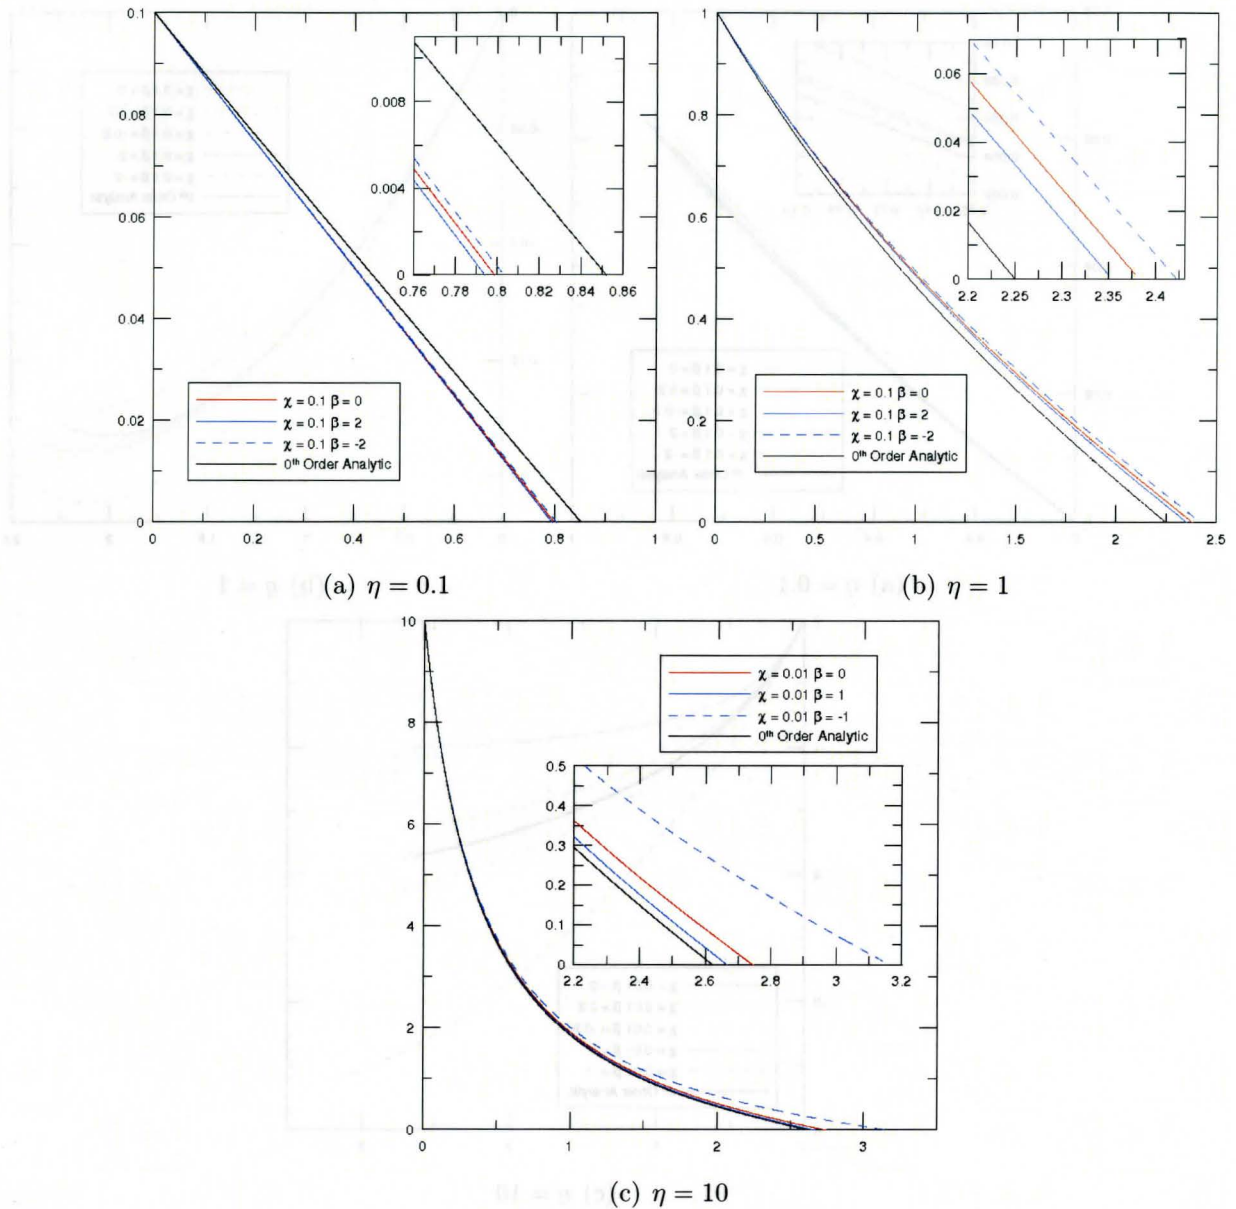 0.1
0.08
0.06
0.04
0.02
0
0 0.2 0.4 0.6 0.8 1
0.008
0.004
0
0.76 0.78 0.8 0.82 0.84 0.86
χ = 0.1 β = 0
χ = 0.1 β = 2
χ = 0.1 β = -2
0th Order Analytic
(a) η = 0.1
1
0.8
0.6
0.4
0.2
0
0 0.5 1 1.5 2 2.5
0.06
0.04
0.02
0
2.2 2.25 2.3 2.35 2.4
χ = 0.1 β = 0
χ = 0.1 β = 2
χ = 0.1 β = -2
0th Order Analytic
(b) η = 1
10
8
6
4
2
0
0 1 2 3
χ = 0.01 β = 0
χ = 0.01 β = 1
χ = 0.01 β = -1
0th Order Analytic
0.5
0.4
0.3
0.2
0.1
0
2.2 2.4 2.6 2.8 3 3.2
(c) η = 10